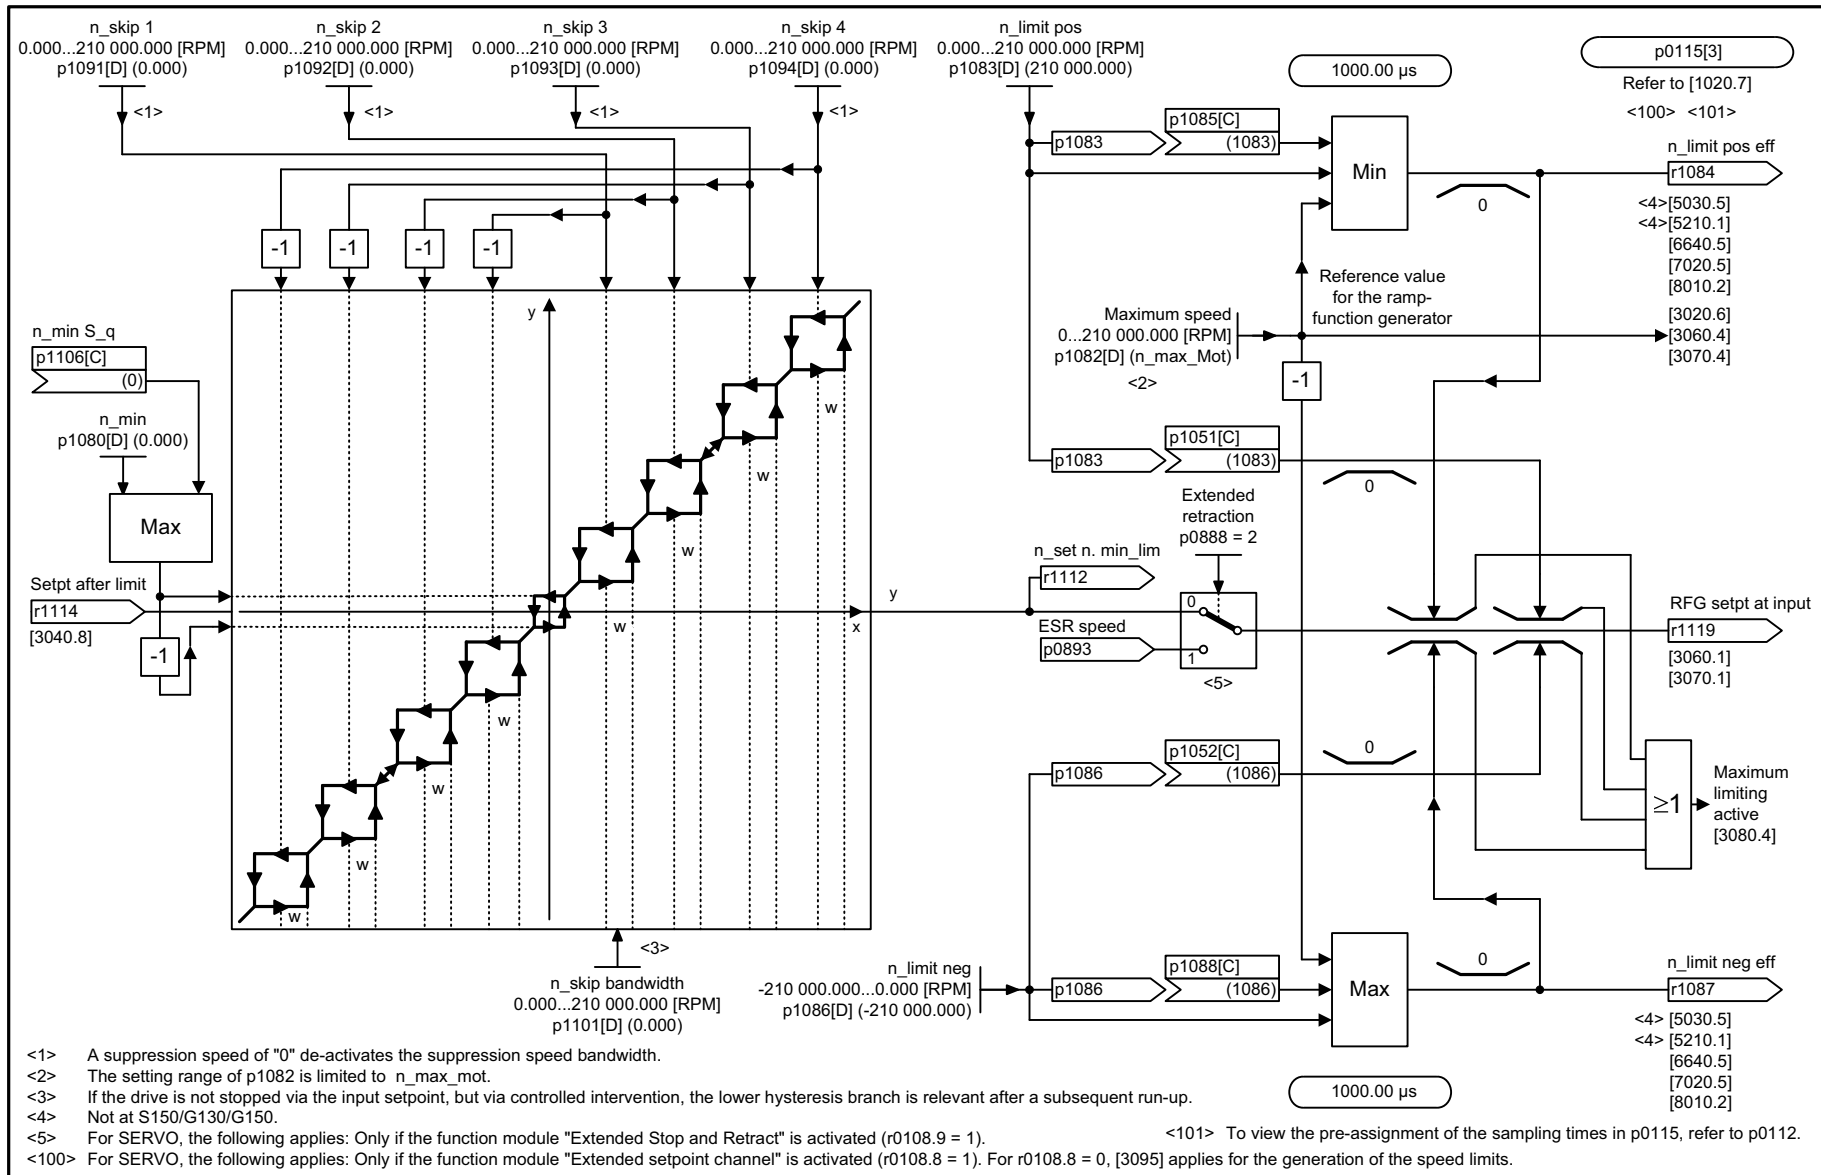 n_skip 1
0.000...210 000.000 [RPM]
p1091[D] (0.000)
<1>
n_skip 2
0.000...210 000.000 [RPM]
p1092[D] (0.000)
n_skip 3
0.000...210 000.000 [RPM]
p1093[D] (0.000)
<1>
n_skip 4
0.000...210 000.000 [RPM]
p1094[D] (0.000)
<1>
n_limit pos
0.000...210 000.000 [RPM]
p1083[D] (210 000.000)
1000.00 µs
p0115[3]
Refer to [1020.7]
<100> <101>
p1083
p1085[C]
(1083)
Min
0
n_limit pos eff
r1084
<4>[5030.5]
<4>[5210.1]
[6640.5]
[7020.5]
[8010.2]
[3020.6]
[3060.4]
[3070.4]
-1
-1
-1
-1
Reference value
for the ramp-
function generator
Maximum speed
0...210 000.000 [RPM]
p1082[D] (n_max_Mot)
<2>
-1
y
n_min S_q
p1106[C]
(0)
n_min
p1080[D] (0.000)
Max
Setpt after limit
r1114
[3040.8]
-1
w
w
w
w
w
w
w
w
x
y
p1083
p1051[C]
(1083)
0
Extended
retraction
p0888 = 2
n_set n. min_lim
r1112
0
1
ESR speed
p0893
<5>
RFG setpt at input
r1119
[3060.1]
[3070.1]
p1086
p1052[C]
(1086)
0
≥1
Maximum
limiting
active
[3080.4]
<3>
n_skip bandwidth
0.000...210 000.000 [RPM]
p1101[D] (0.000)
n_limit neg
-210 000.000...0.000 [RPM]
p1086[D] (-210 000.000)
p1086
p1088[C]
(1086)
Max
0
n_limit neg eff
r1087
<4> [5030.5]
<4> [5210.1]
[6640.5]
[7020.5]
[8010.2]
1000.00 µs
<1> A suppression speed of "0" de-activates the suppression speed bandwidth.
<2> The setting range of p1082 is limited to n_max_mot.
<3> If the drive is not stopped via the input setpoint, but via controlled intervention, the lower hysteresis branch is relevant after a subsequent run-up.
<4> Not at S150/G130/G150.
<5> For SERVO, the following applies: Only if the function module "Extended Stop and Retract" is activated (r0108.9 = 1).
<101> To view the pre-assignment of the sampling times in p0115, refer to p0112.
<100> For SERVO, the following applies: Only if the function module "Extended setpoint channel" is activated (r0108.8 = 1). For r0108.8 = 0, [3095] applies for the generation of the speed limits.